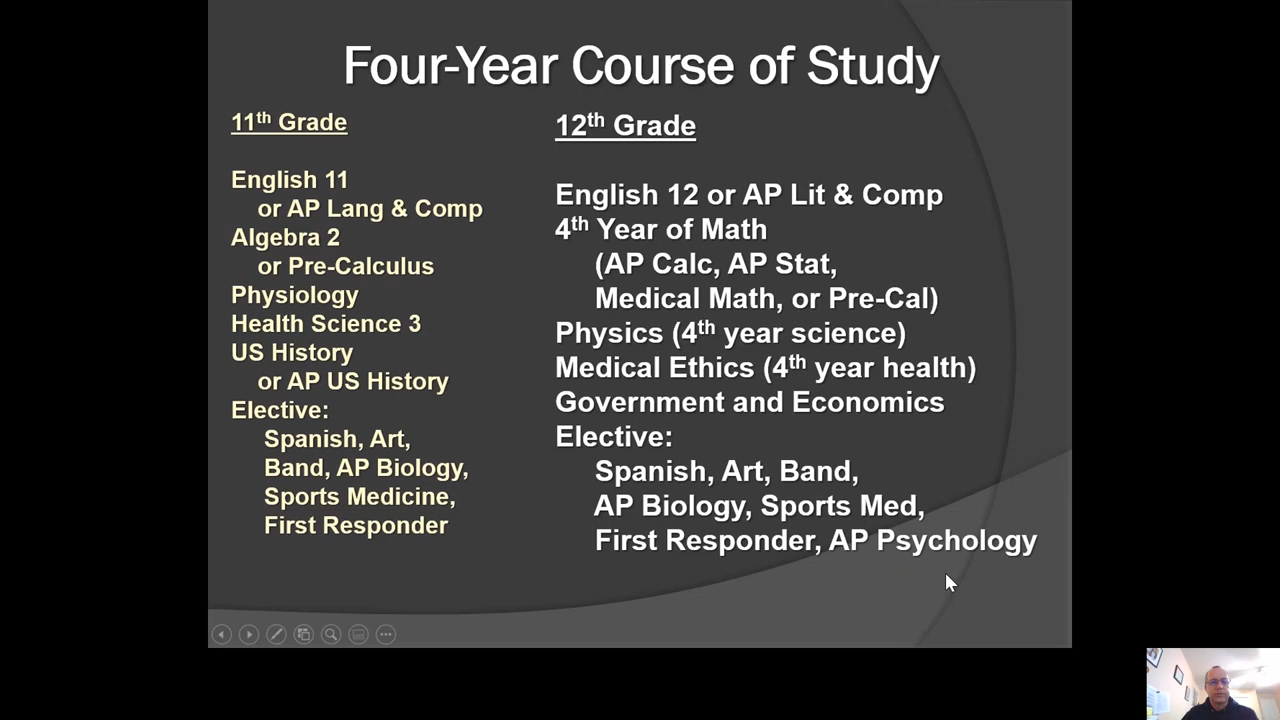 Four-Year Course of Study
11th Grade
English 11
or AP Lang & Comp
Algebra 2
or Pre-Calculus
Physiology
Health Science 3
US History
or AP US History
Elective:
Spanish, Art,
Band, AP Biology,
Sports Medicine,
First Responder
12th Grade
English 12 or AP Lit & Comp
4th Year of Math
(AP Calc, AP Stat,
Medical Math, or Pre-Cal)
Physics (4th year science)
Medical Ethics (4th year health)
Government and Economics
Elective:
Spanish, Art, Band,
AP Biology, Sports Med,
First Responder, AP Psychology